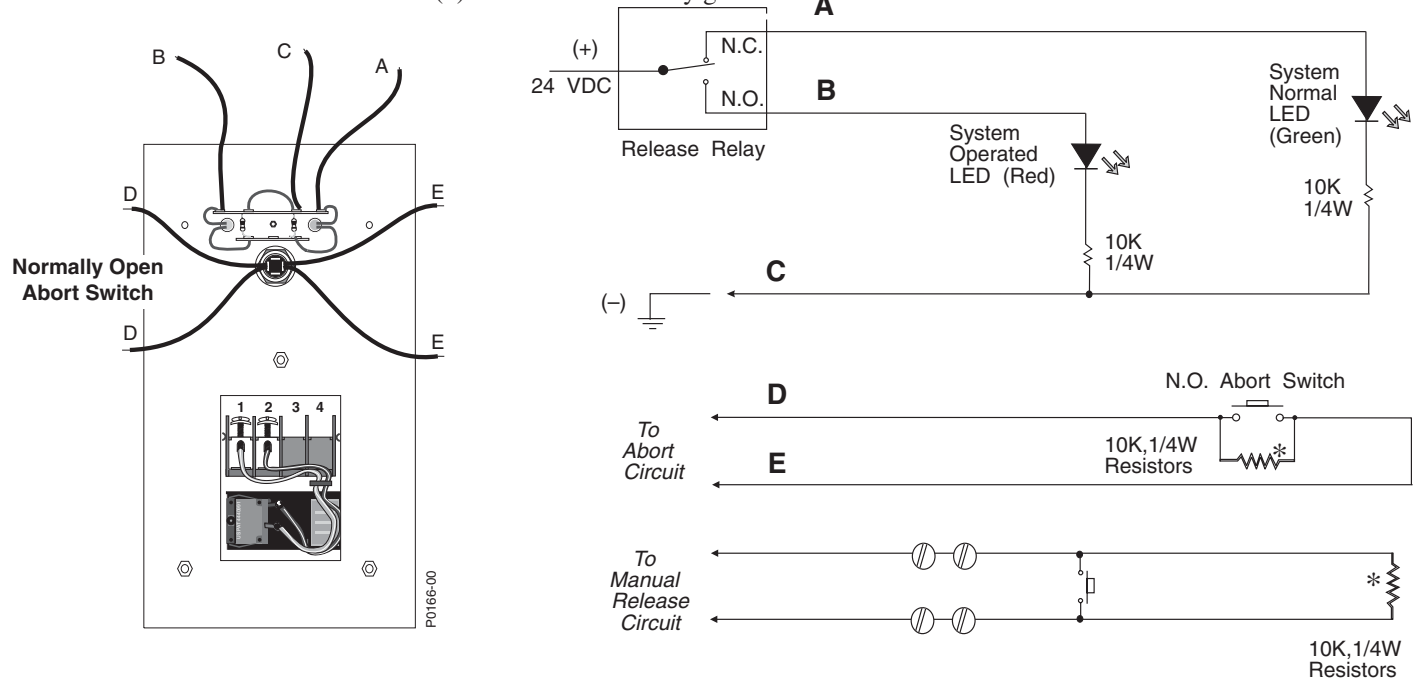 A
B
C
A
(+)
24 VDC
N.C.
N.O.
B
Release Relay
System
Operated
LED (Red)
System
Normal
LED
(Green)
10K
1/4W
10K
1/4W
C
(–)
D
E
Normally Open
Abort Switch
D
E
1 2 3 4
P0166-00
N.O. Abort Switch
D
To
Abort
Circuit
E
10K,1/4W
Resistors
*
To
Manual
Release
Circuit
*
10K,1/4W
Resistors